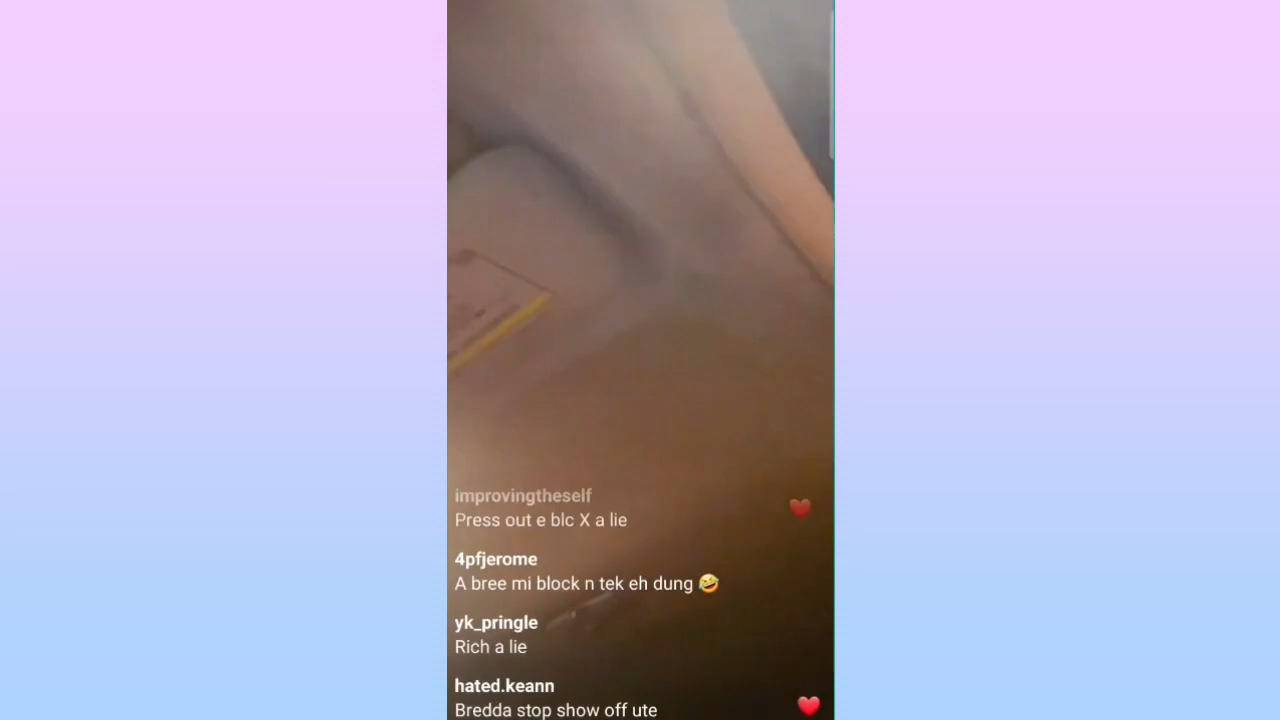 improvingtheself
Press out e blc X a lie
4pfjerome
A bree mi block n tek eh dung 🤣
yk_pringle
Rich a lie
hated.keann
Bredda stop show off ute